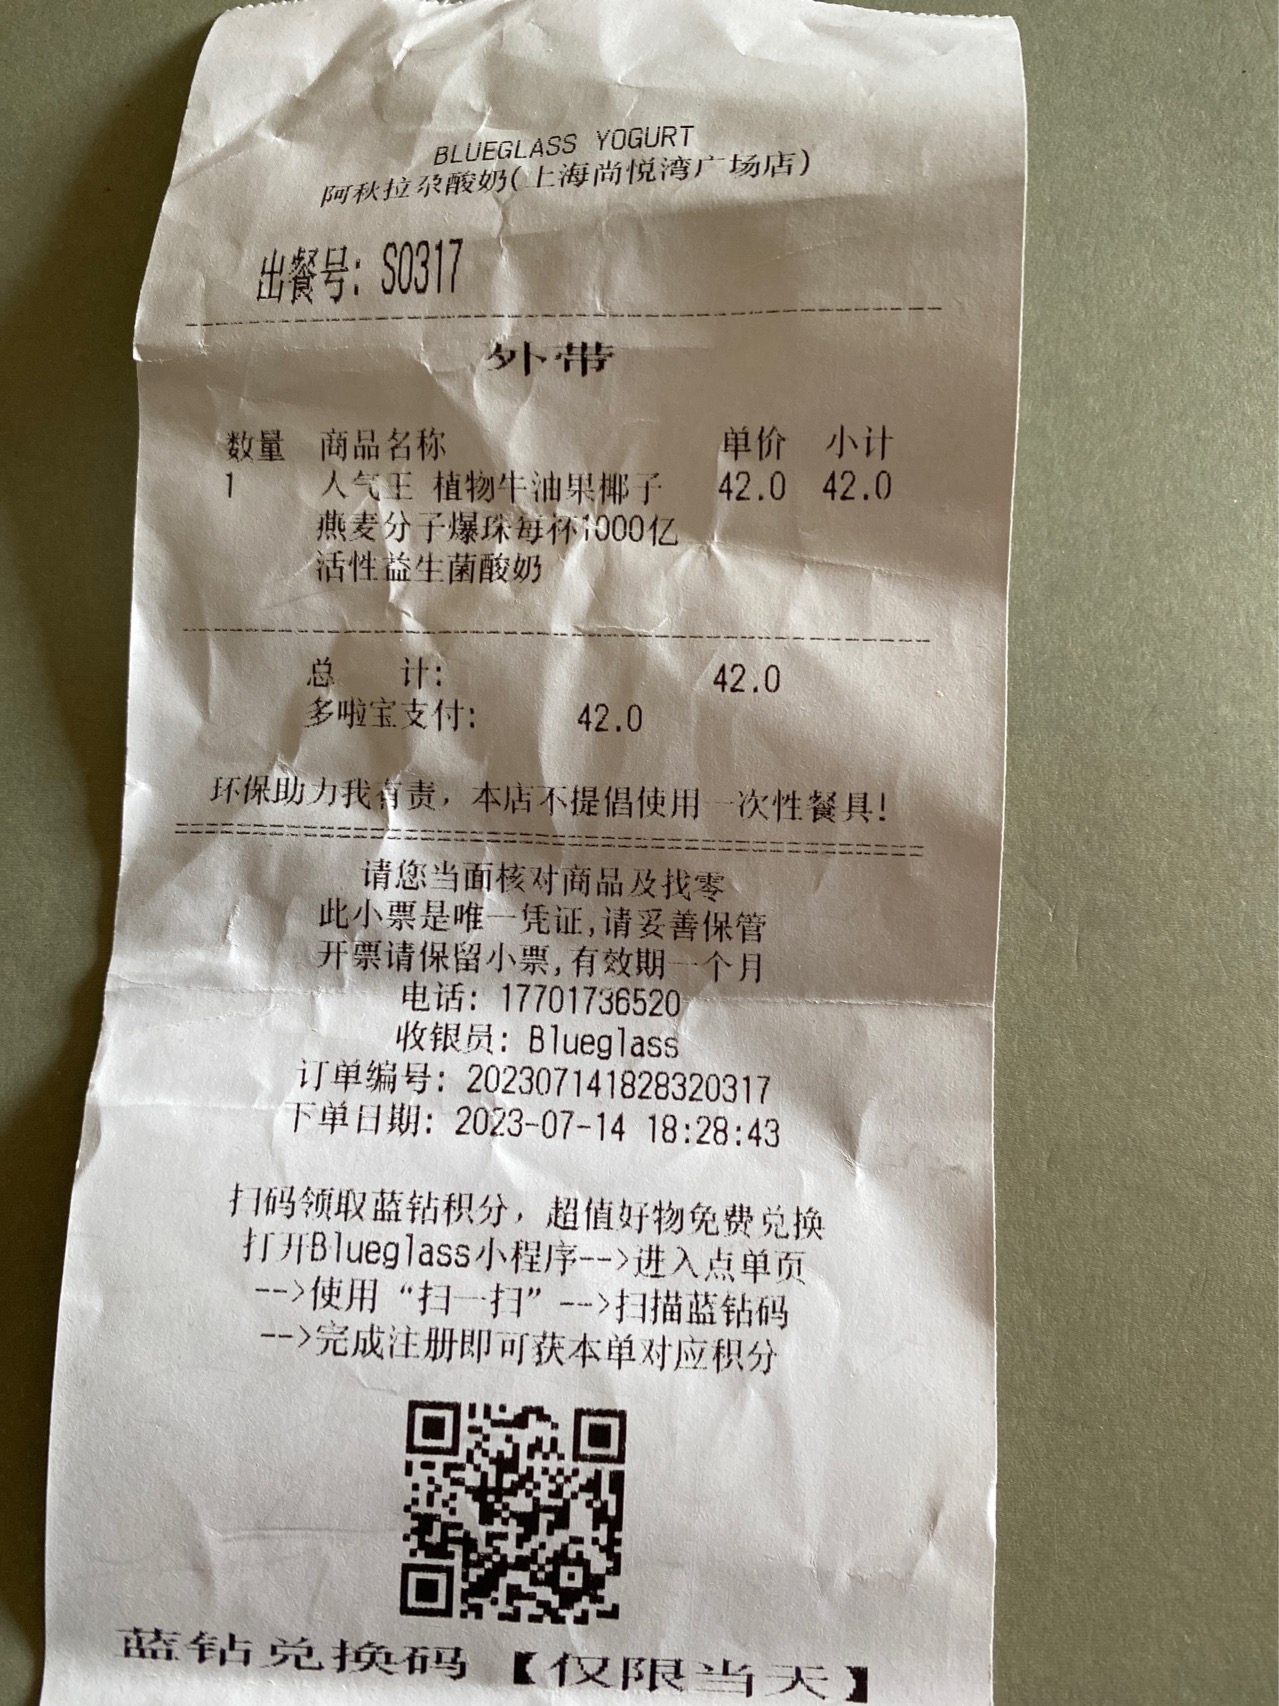 BLUEGLASS YOGURT
阿秋拉尕酸奶(上海尚悦湾广场店)
出餐号: S0317
外带
数量 商品名称 单价 小计
1 人气王 植物牛油果椰子 42.0 42.0
燕麦分子爆珠每杯1000亿
活性益生菌酸奶
总 计: 42.0
多啦宝支付: 42.0
环保助力我有责，本店不提倡使用一次性餐具!
请您当面核对商品及找零
此小票是唯一凭证,请妥善保管
开票请保留小票,有效期一个月
电话: 17701736520
收银员: Blueglass
订单编号: 202307141828320317
下单日期: 2023-07-14 18:28:43
扫码领取蓝钻积分，超值好物免费兑换
打开Blueglass小程序-->进入点单页
-->使用“扫一扫”-->扫描蓝钻码
-->完成注册即可获本单对应积分
蓝钻兑换码【仅限当天】